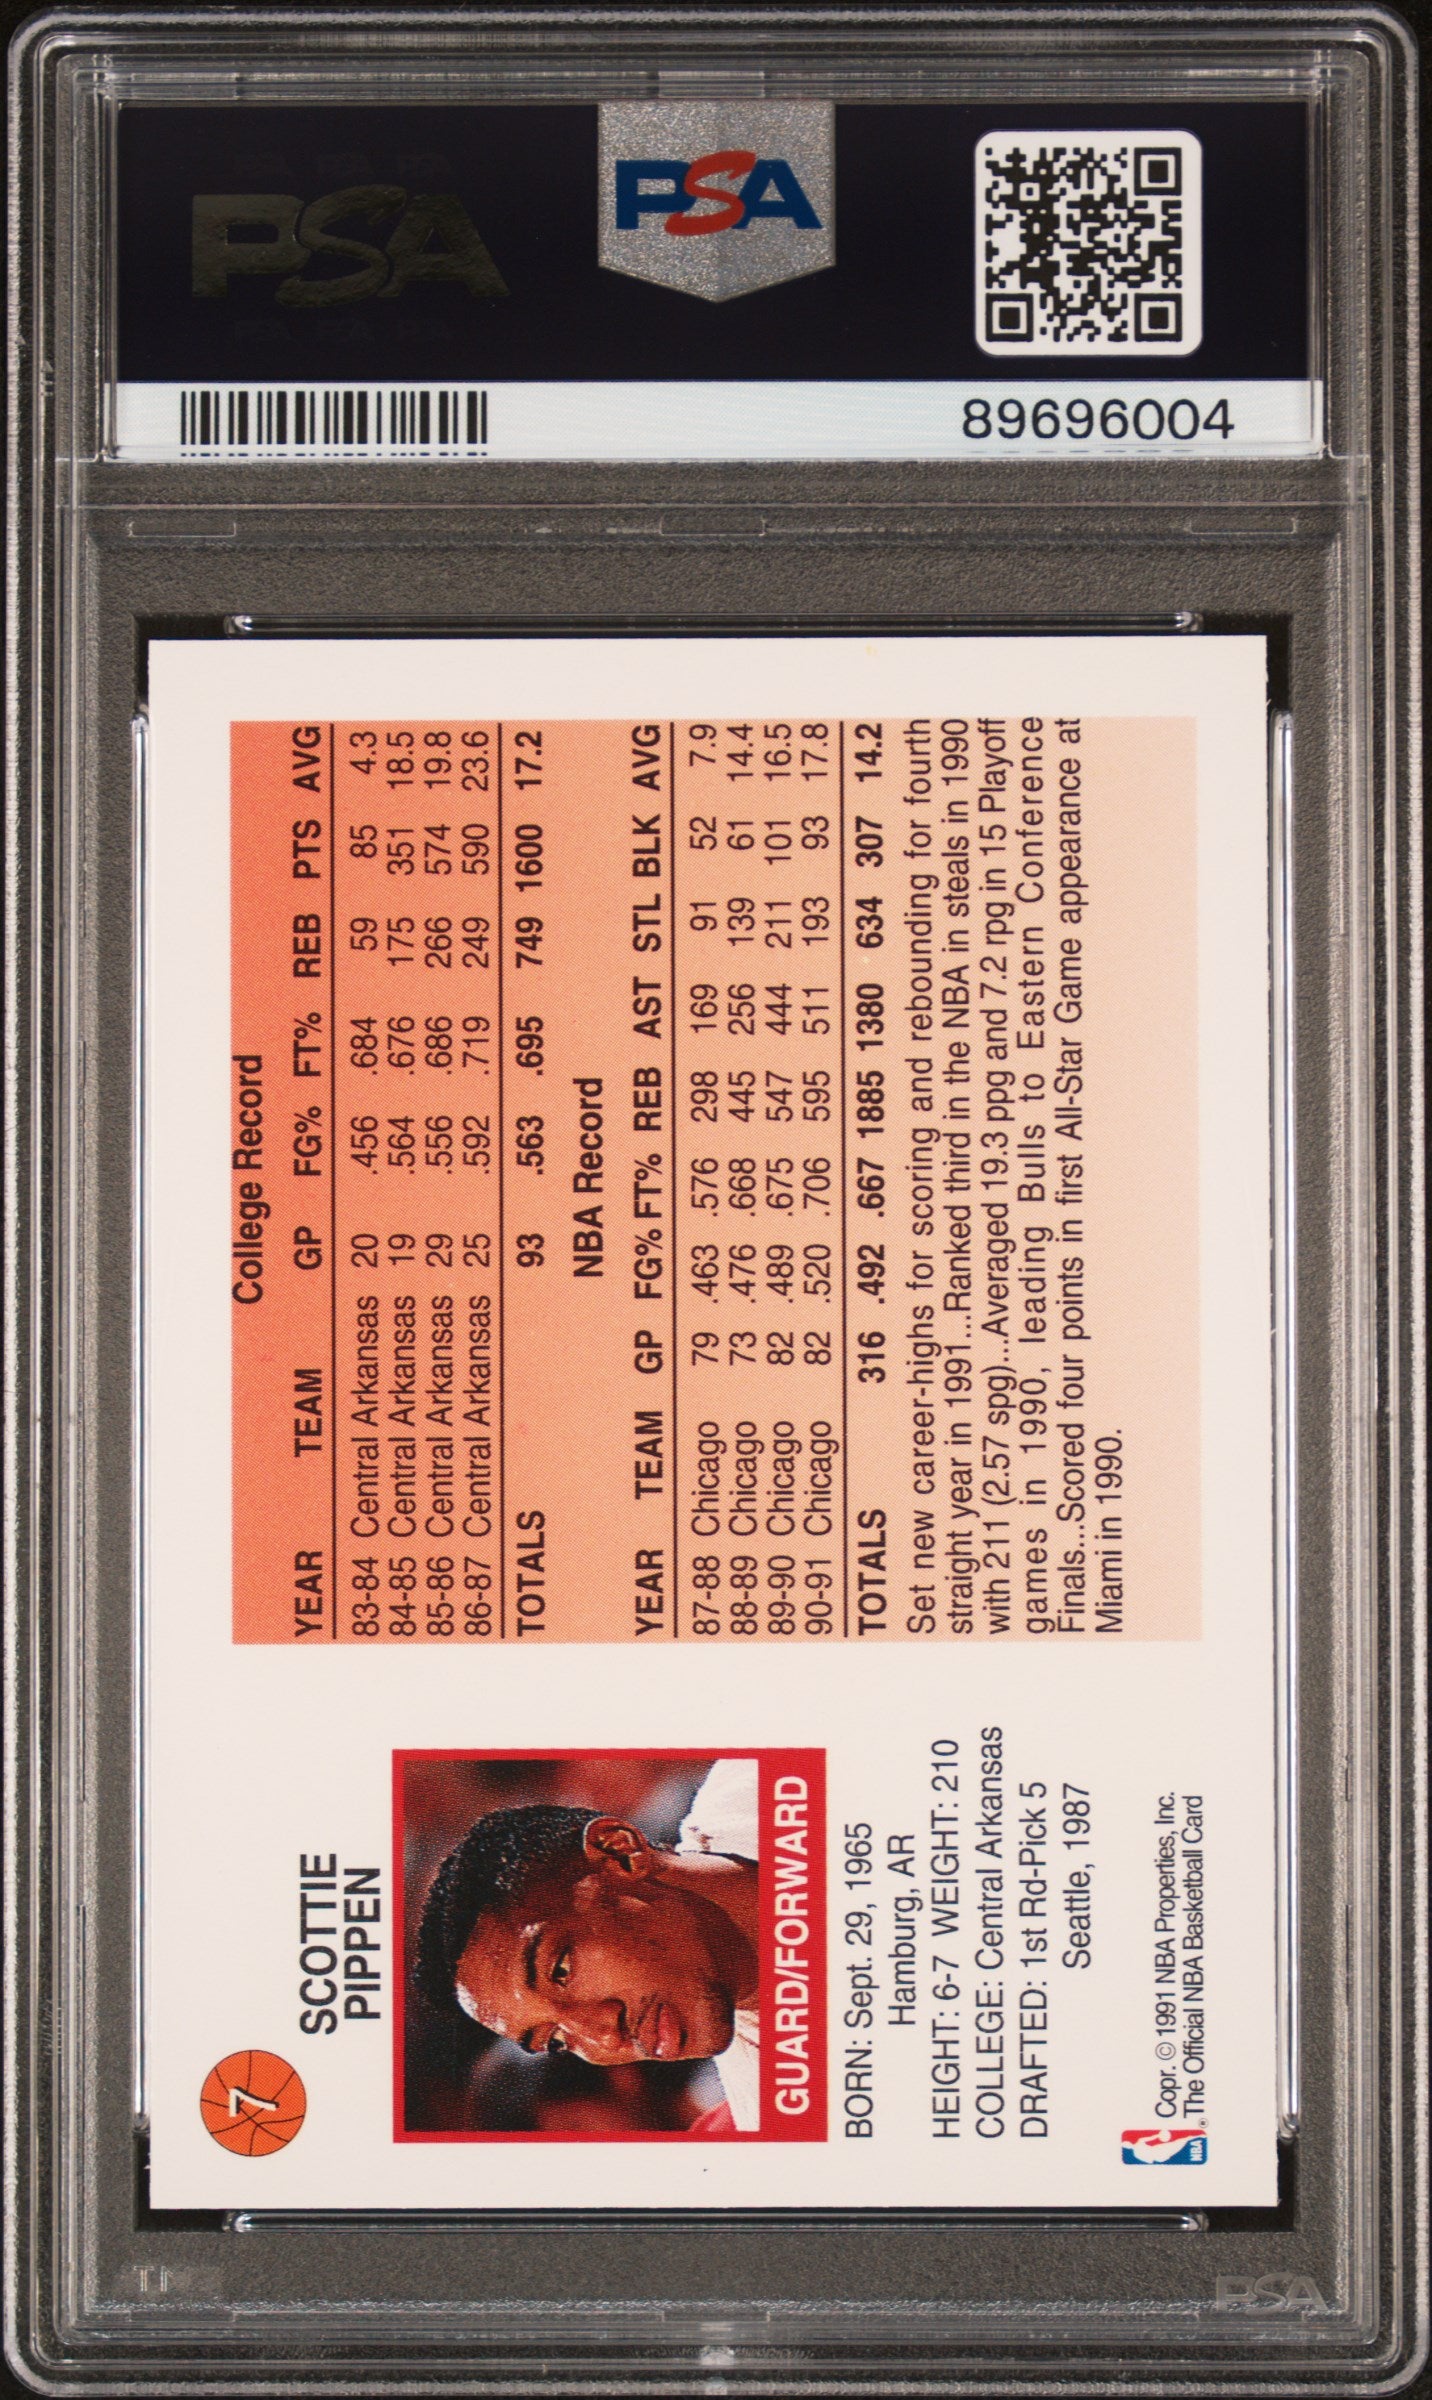 PSA
PSA
89696004
7
SCOTTIE
PIPPEN
GUARD/FORWARD
BORN: Sept. 29, 1965
Hamburg, AR
HEIGHT: 6-7 WEIGHT: 210
COLLEGE: Central Arkansas
DRAFTED: 1st Rd-Pick 5
Seattle, 1987
NBA
Copr. © 1991 NBA Properties, Inc.
® The Official NBA Basketball Card
College Record
YEAR TEAM GP FG% FT% REB PTS AVG
83-84 Central Arkansas 20 .456 .684 59 85 4.3
84-85 Central Arkansas 19 .564 .676 175 351 18.5
85-86 Central Arkansas 29 .556 .686 266 574 19.8
86-87 Central Arkansas 25 .592 .719 249 590 23.6
TOTALS 93 .563 .695 749 1600 17.2
NBA Record
YEAR TEAM GP FG% FT% REB AST STL BLK AVG
87-88 Chicago 79 .463 .576 298 169 91 52 7.9
88-89 Chicago 73 .476 .668 445 256 139 61 14.4
89-90 Chicago 82 .489 .675 547 444 211 101 16.5
90-91 Chicago 82 .520 .706 595 511 193 93 17.8
TOTALS 316 .492 .667 1885 1380 634 307 14.2
Set new career-highs for scoring and rebounding for fourth
straight year in 1991...Ranked third in the NBA in steals in 1990
with 211 (2.57 spg)...Averaged 19.3 ppg and 7.2 rpg in 15 Playoff
games in 1990, leading Bulls to Eastern Conference
Finals...Scored four points in first All-Star Game appearance at
Miami in 1990.
PSA